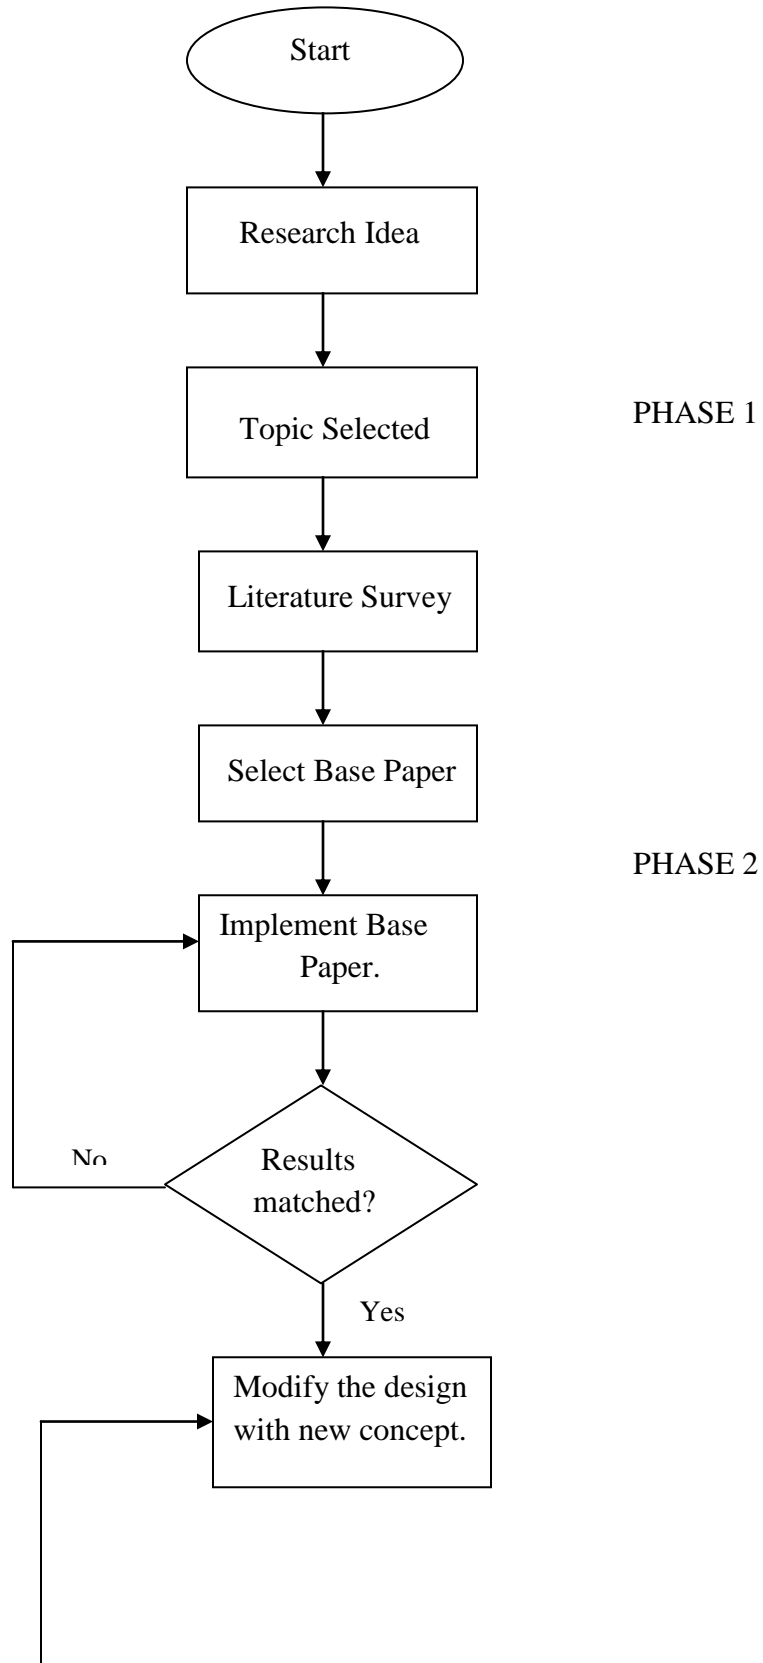 Start
Research Idea
Topic Selected
PHASE 1
Literature Survey
Select Base Paper
PHASE 2
Implement Base
Paper.
No
Results
matched?
Yes
Modify the design
with new concept.